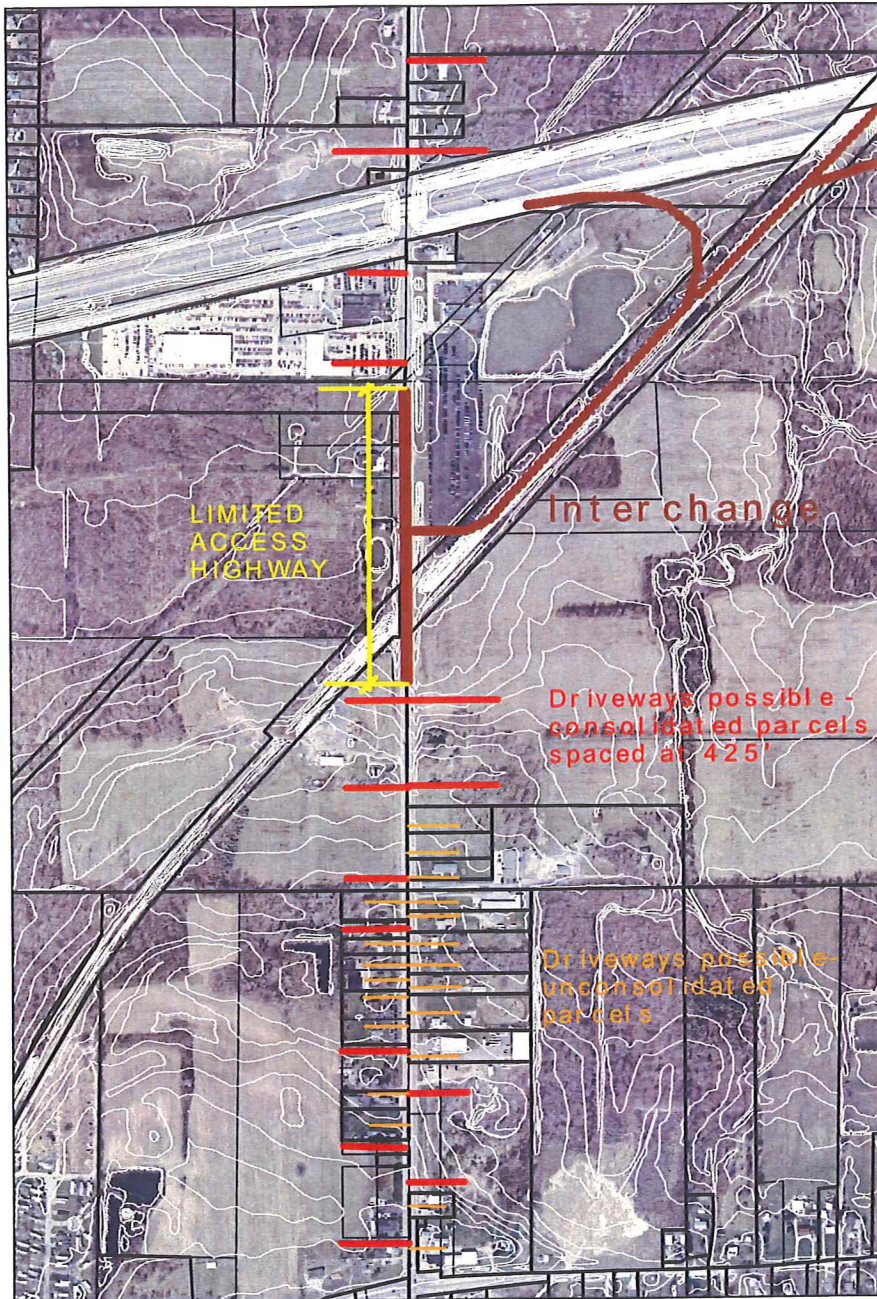 LIMITED
ACCESS
HIGHWAY
Interchange
Driveways possible -
consolidated parcels
spaced at 425'
Driveways possible-
unconsolidated
parcels